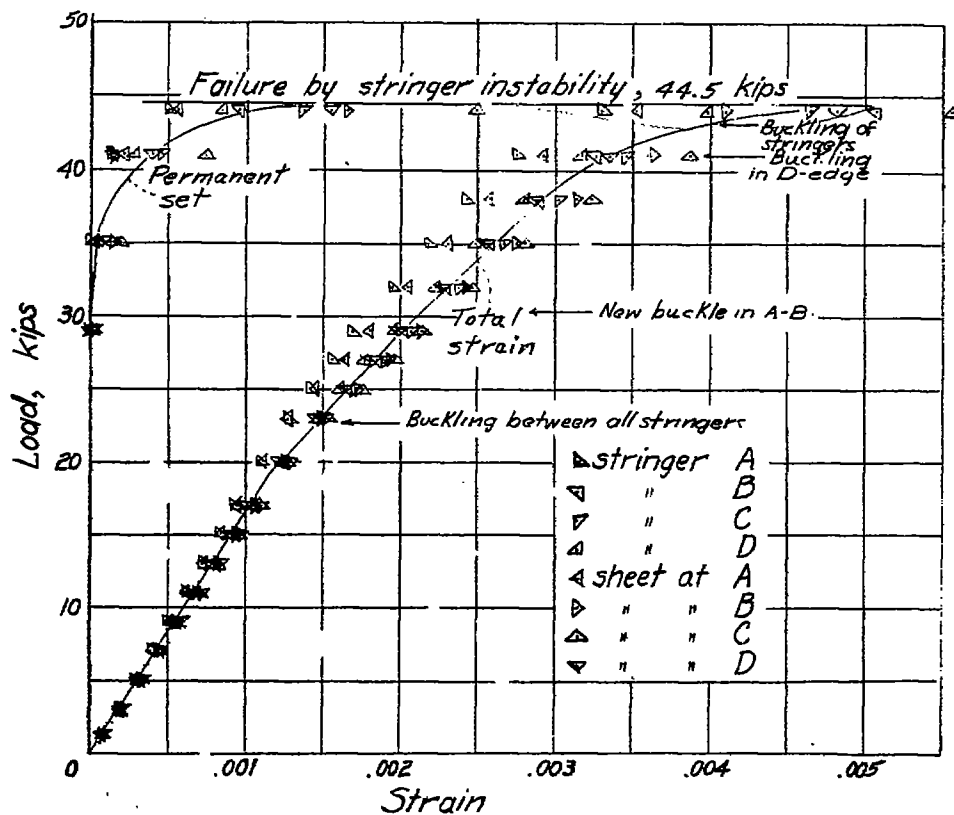 50
Failure by stringer instability, 44.5 kips
Buckling of
stringers
Buckling
in D-edge
40
Permanent
set
30
Total
strain
New buckle in A-B
Buckling between all stringers
20
10
0
Load, kips
stringer A
" B
" C
" D
sheet at A
" " B
" " C
" " D
0 .001 .002 .003 .004 .005
Strain